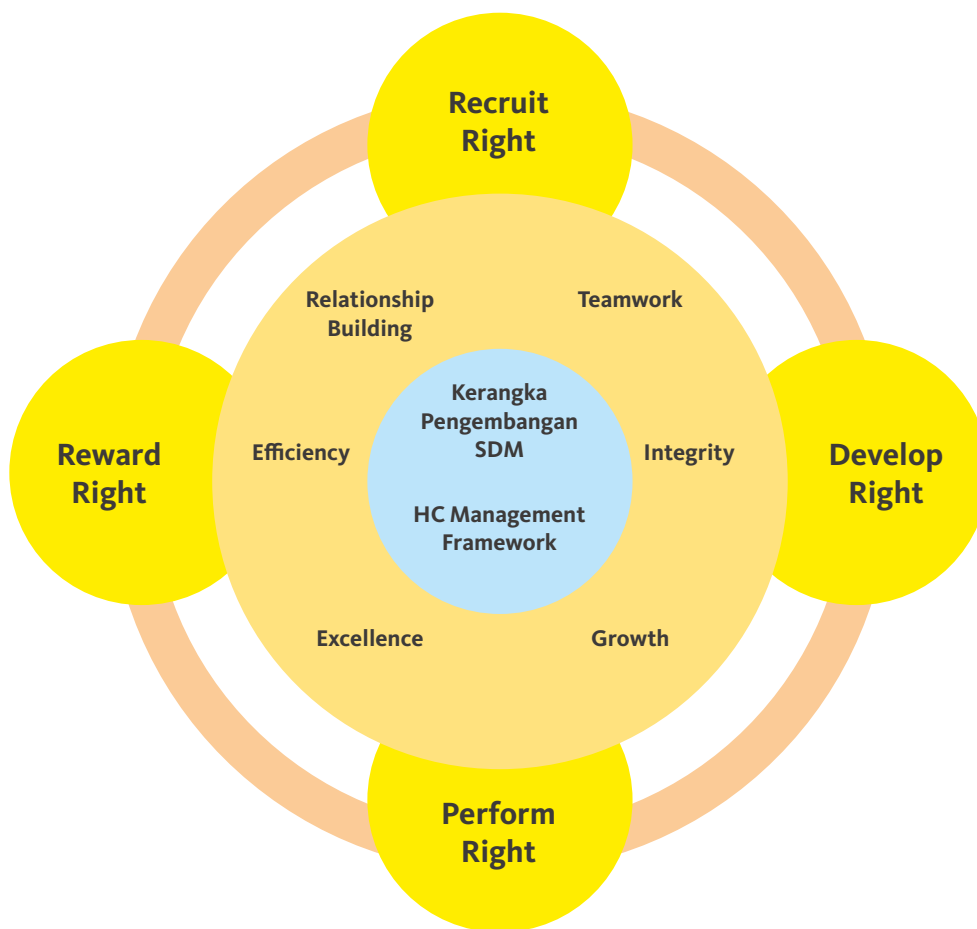 Recruit
Right
Relationship
Building
Teamwork
Kerangka
Pengembangan
SDM
HC Management
Framework
Efficiency
Integrity
Reward
Right
Develop
Right
Excellence
Growth
Perform
Right